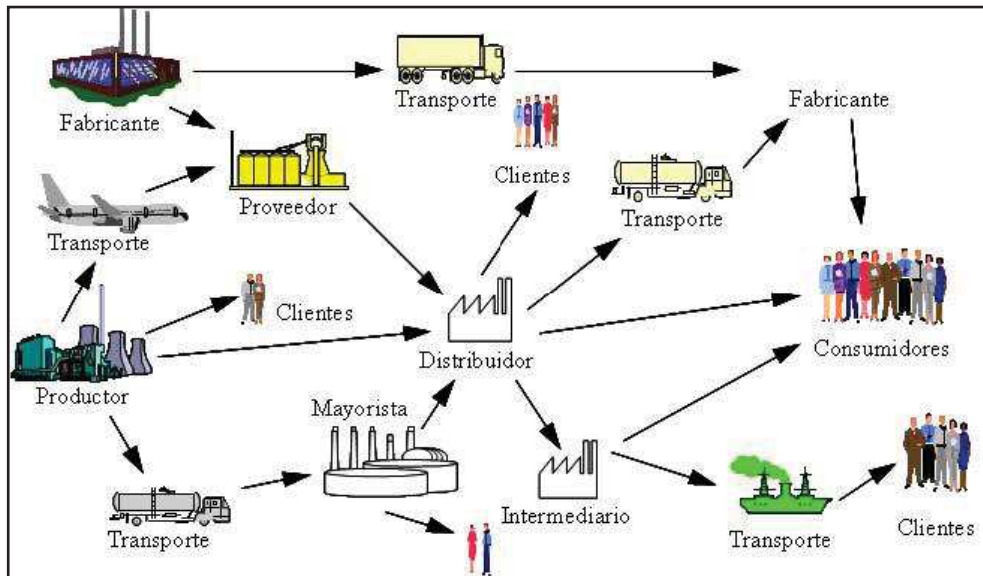 Transporte
Fabricante
Fabricante
Clientes
Proveedor
Transporte
Transporte
Clientes
Distribuidor
Consumidores
Productor
Mayorista
Intermediario
Transporte
Transporte
Clientes